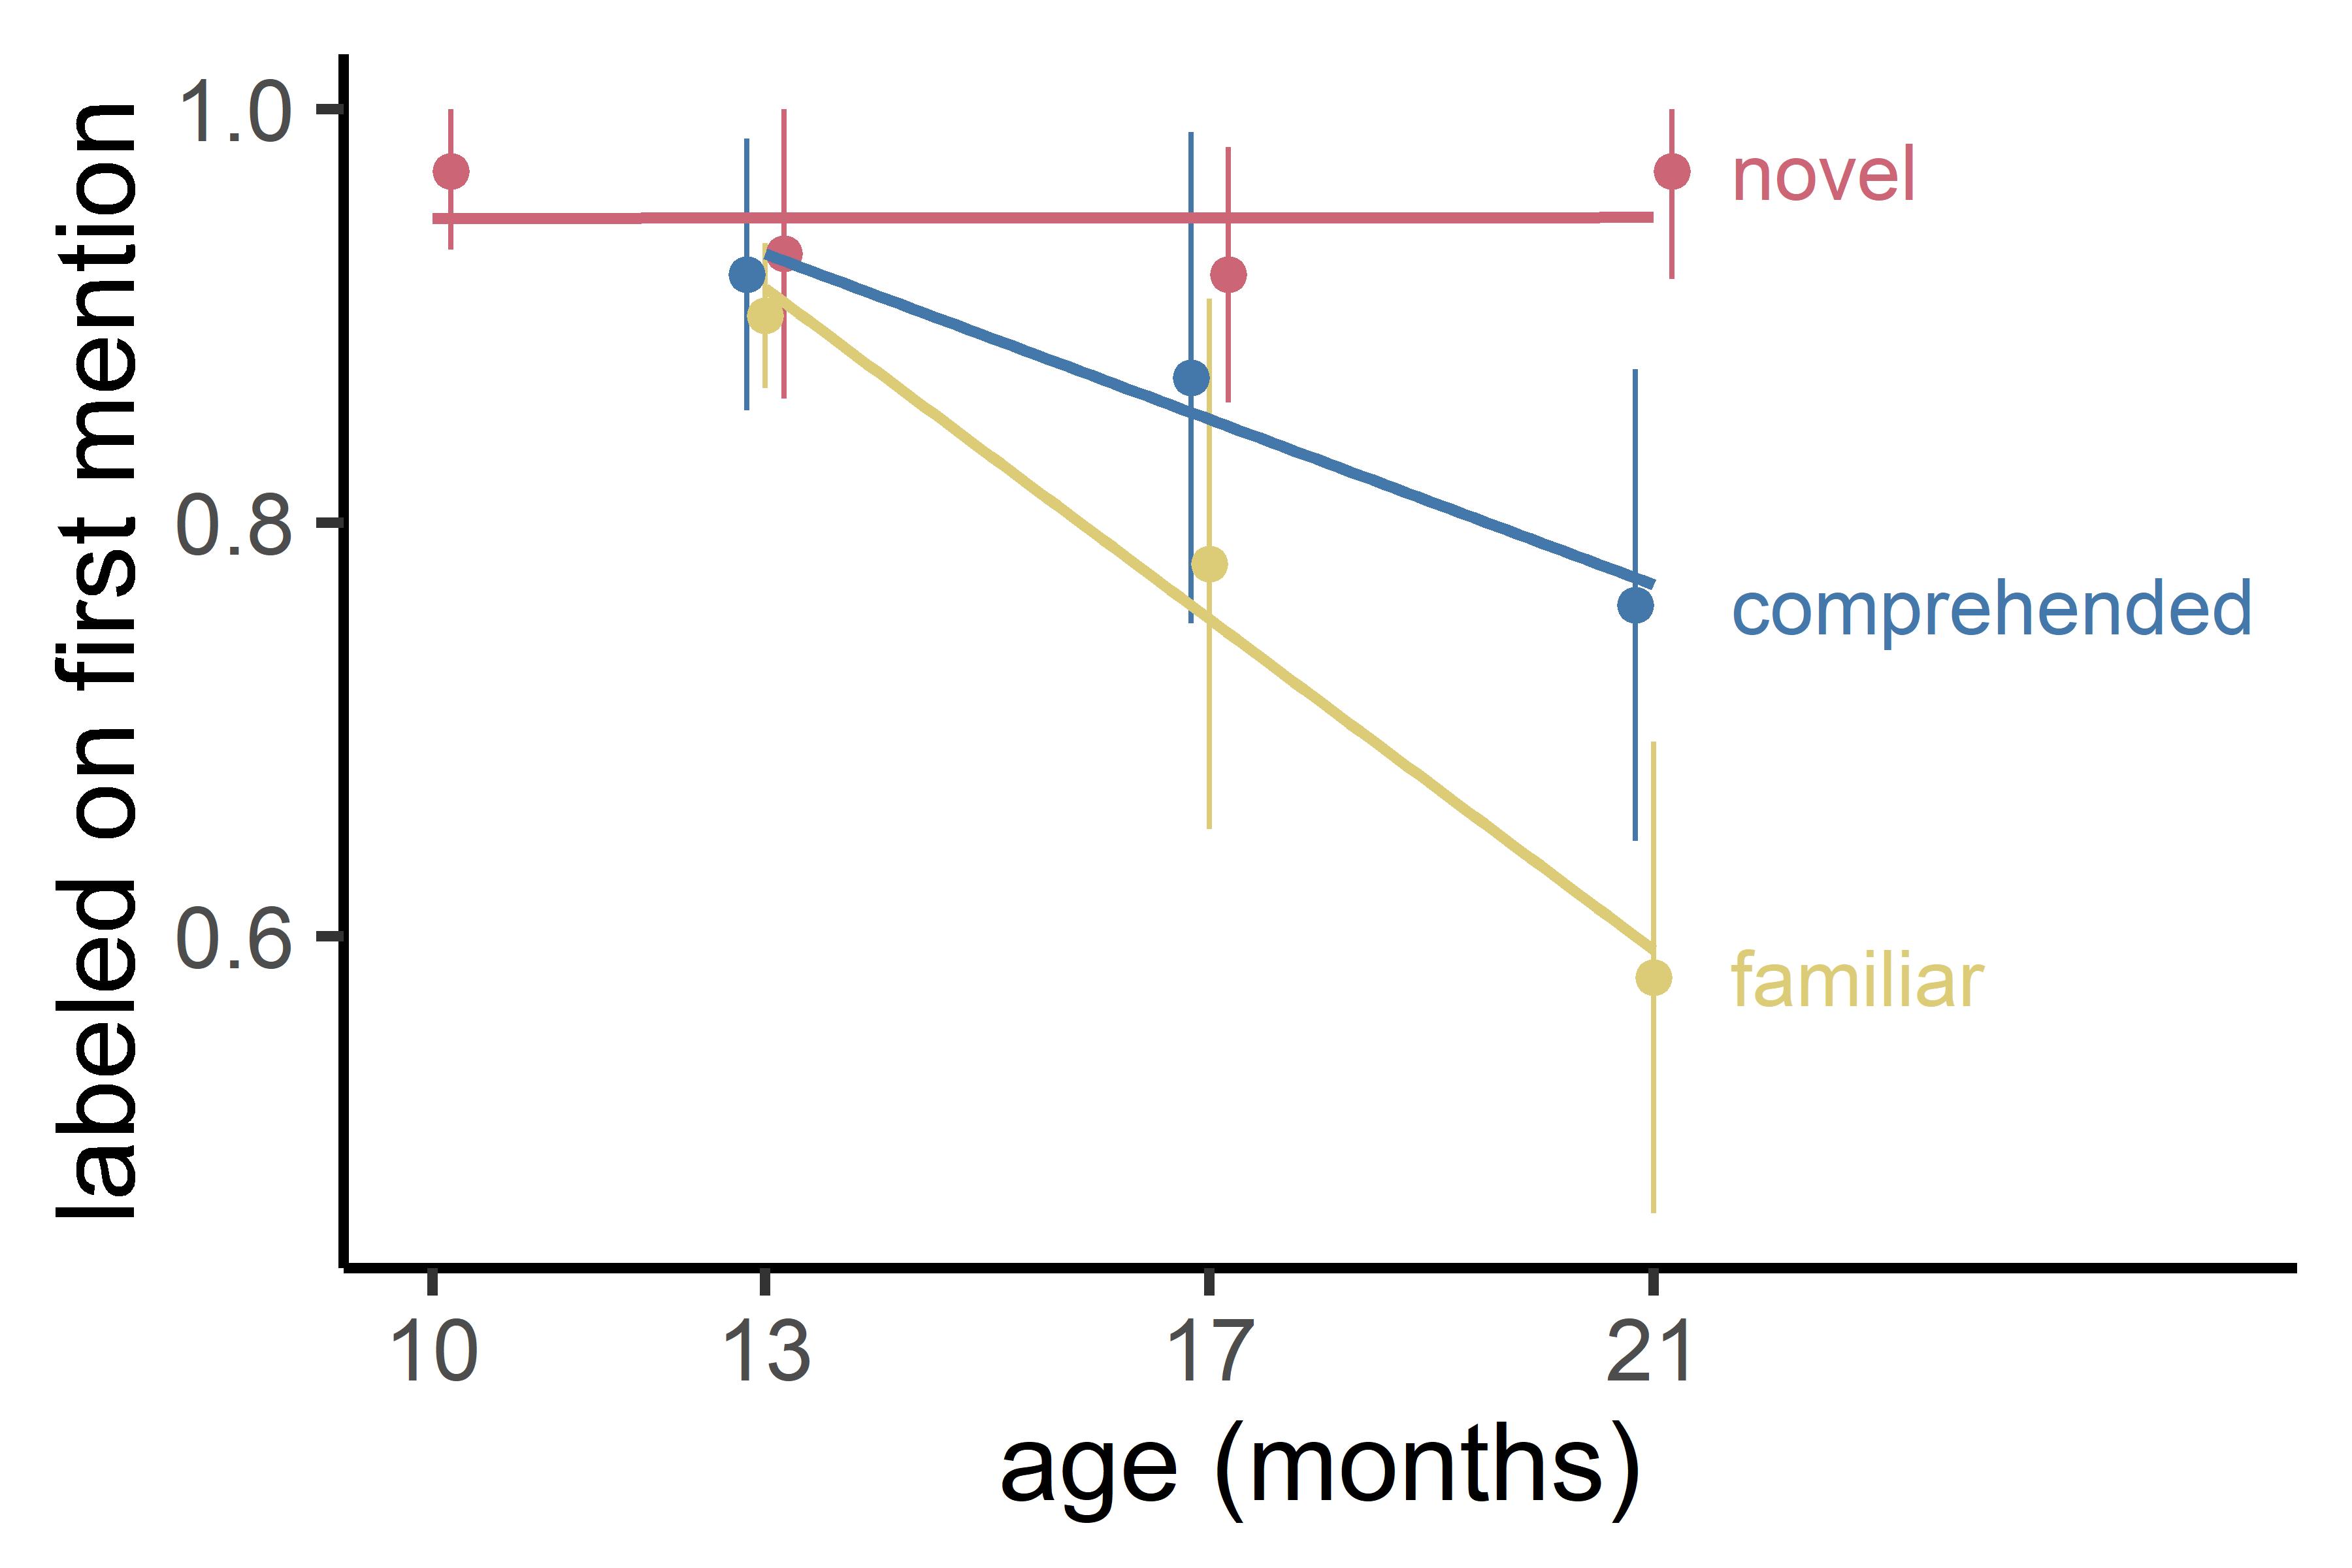 labeled on first mention
1.0
0.8
0.6
novel
comprehended
familiar
10 13 17 21
age (months)